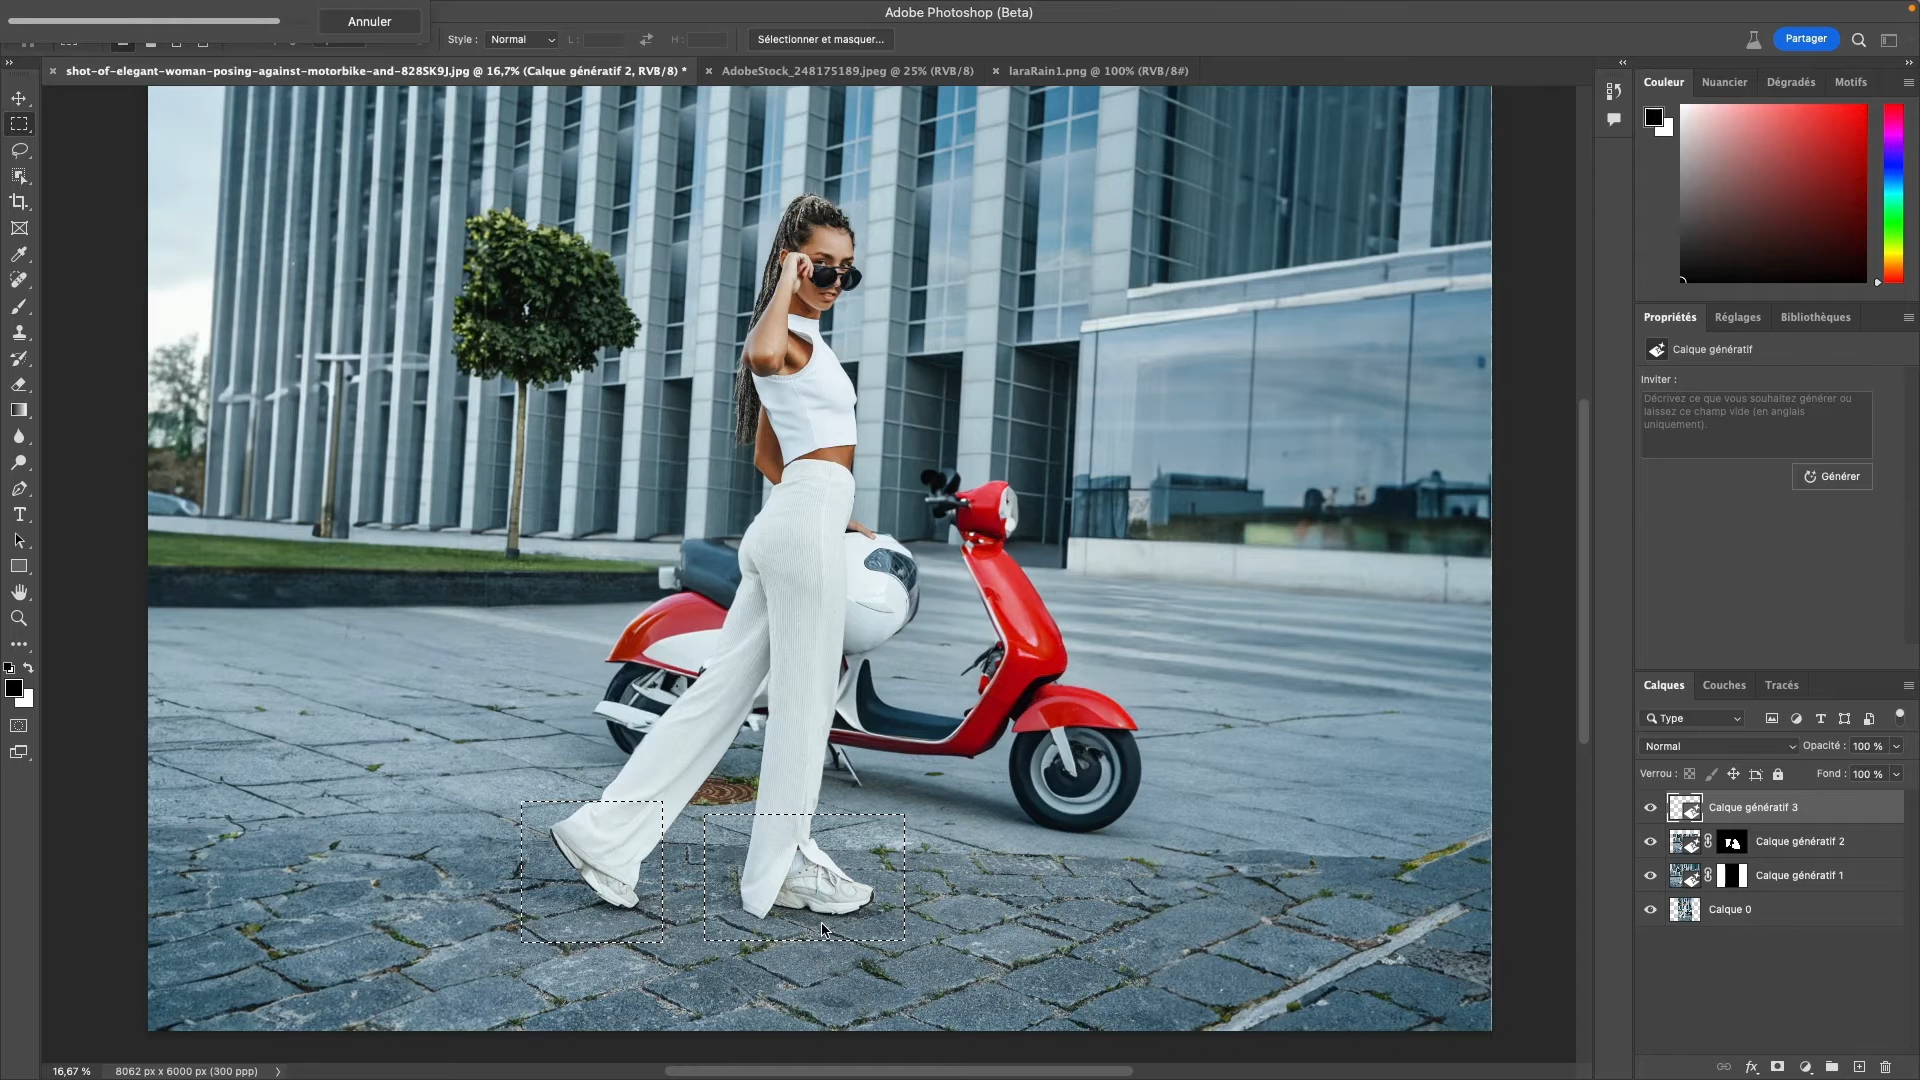 Annuler
Adobe Photoshop (Beta)
Style : Normal
L :
H :
Sélectionner et masquer...
Partager
shot-of-elegant-woman-posing-against-motorbike-and-828SK9J.jpg @ 16,7% (Calque génératif 2, RVB/8) *
AdobeStock_248175189.jpeg @ 25% (RVB/8)
laraRain1.png @ 100% (RVB/8#)
Couleur
Nuancier
Dégradés
Motifs
Propriétés
Réglages
Bibliothèques
Calque génératif
Inviter :
Décrivez ce que vous souhaitez générer ou
laissez ce champ vide (en anglais
uniquement).
Générer
Calques
Couches
Tracés
Type
Normal
Opacité : 100 %
Verrou :
Fond : 100 %
Calque génératif 3
Calque génératif 2
Calque génératif 1
Calque 0
16,67 %
8062 px x 6000 px (300 ppp)